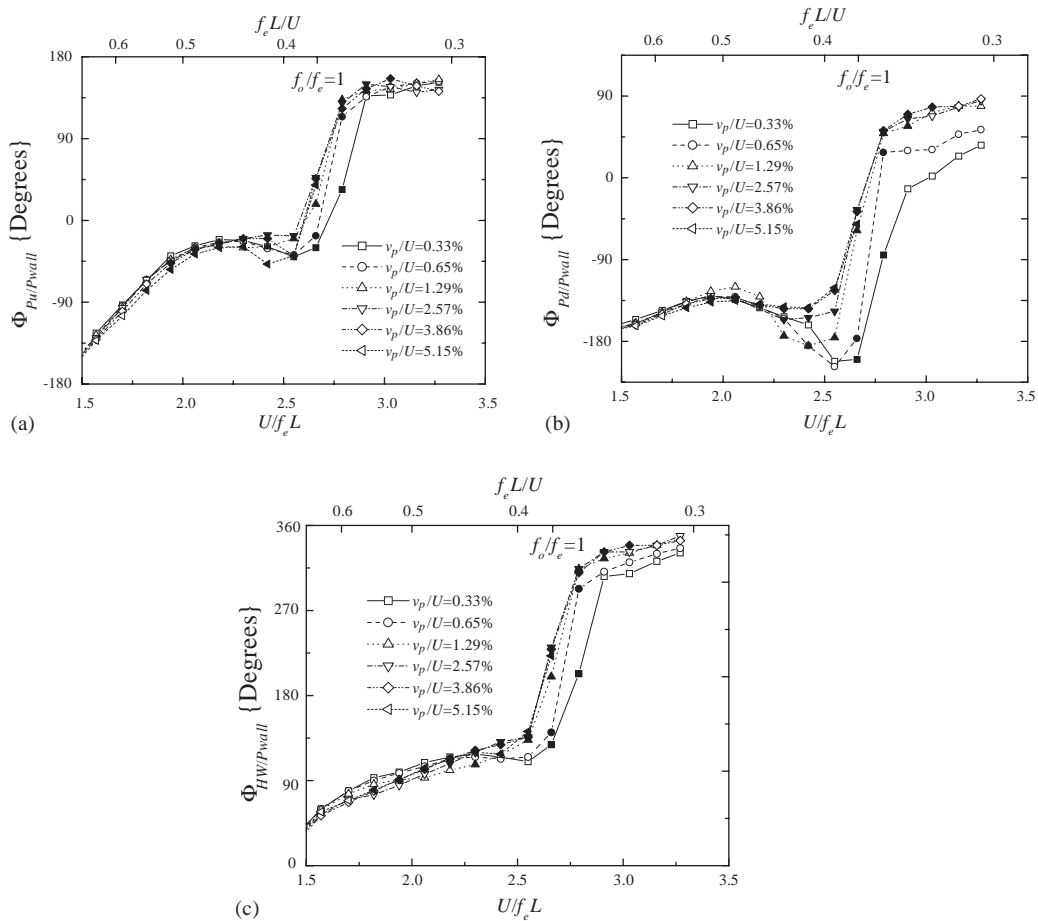 f_e L/U
0.6 0.5 0.4 0.3
180
90
0
-90
-180
Φ_Pu/Pwall {Degrees}
f_o/f_e=1
v_p/U=0.33%
v_p/U=0.65%
v_p/U=1.29%
v_p/U=2.57%
v_p/U=3.86%
v_p/U=5.15%
1.5 2.0 2.5 3.0 3.5
(a)
U/f_e L
f_e L/U
0.6 0.5 0.4 0.3
90
0
-90
-180
Φ_Pd/Pwall {Degrees}
f_o/f_e=1
v_p/U=0.33%
v_p/U=0.65%
v_p/U=1.29%
v_p/U=2.57%
v_p/U=3.86%
v_p/U=5.15%
1.5 2.0 2.5 3.0 3.5
(b)
U/f_e L
f_e L/U
0.6 0.5 0.4 0.3
360
270
180
90
0
Φ_HW/Pwall {Degrees}
f_o/f_e=1
v_p/U=0.33%
v_p/U=0.65%
v_p/U=1.29%
v_p/U=2.57%
v_p/U=3.86%
v_p/U=5.15%
1.5 2.0 2.5 3.0 3.5
(c)
U/f_e L